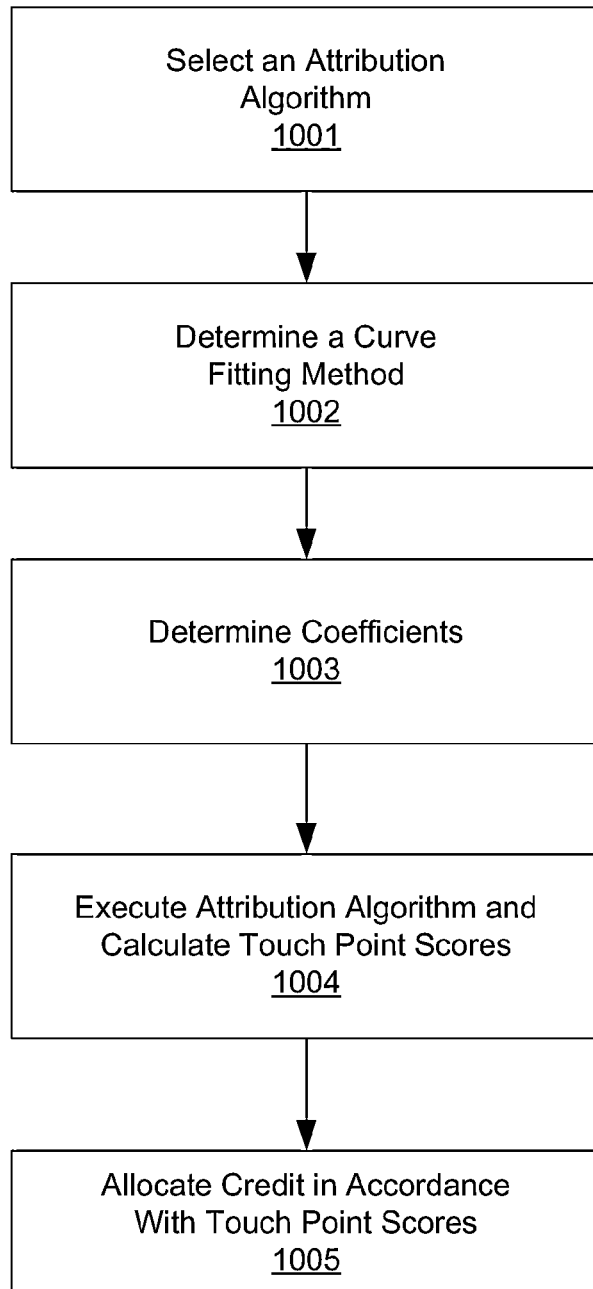 Select an Attribution
Algorithm
1001
Determine a Curve
Fitting Method
1002
Determine Coefficients
1003
Execute Attribution Algorithm and
Calculate Touch Point Scores
1004
Allocate Credit in Accordance
With Touch Point Scores
1005